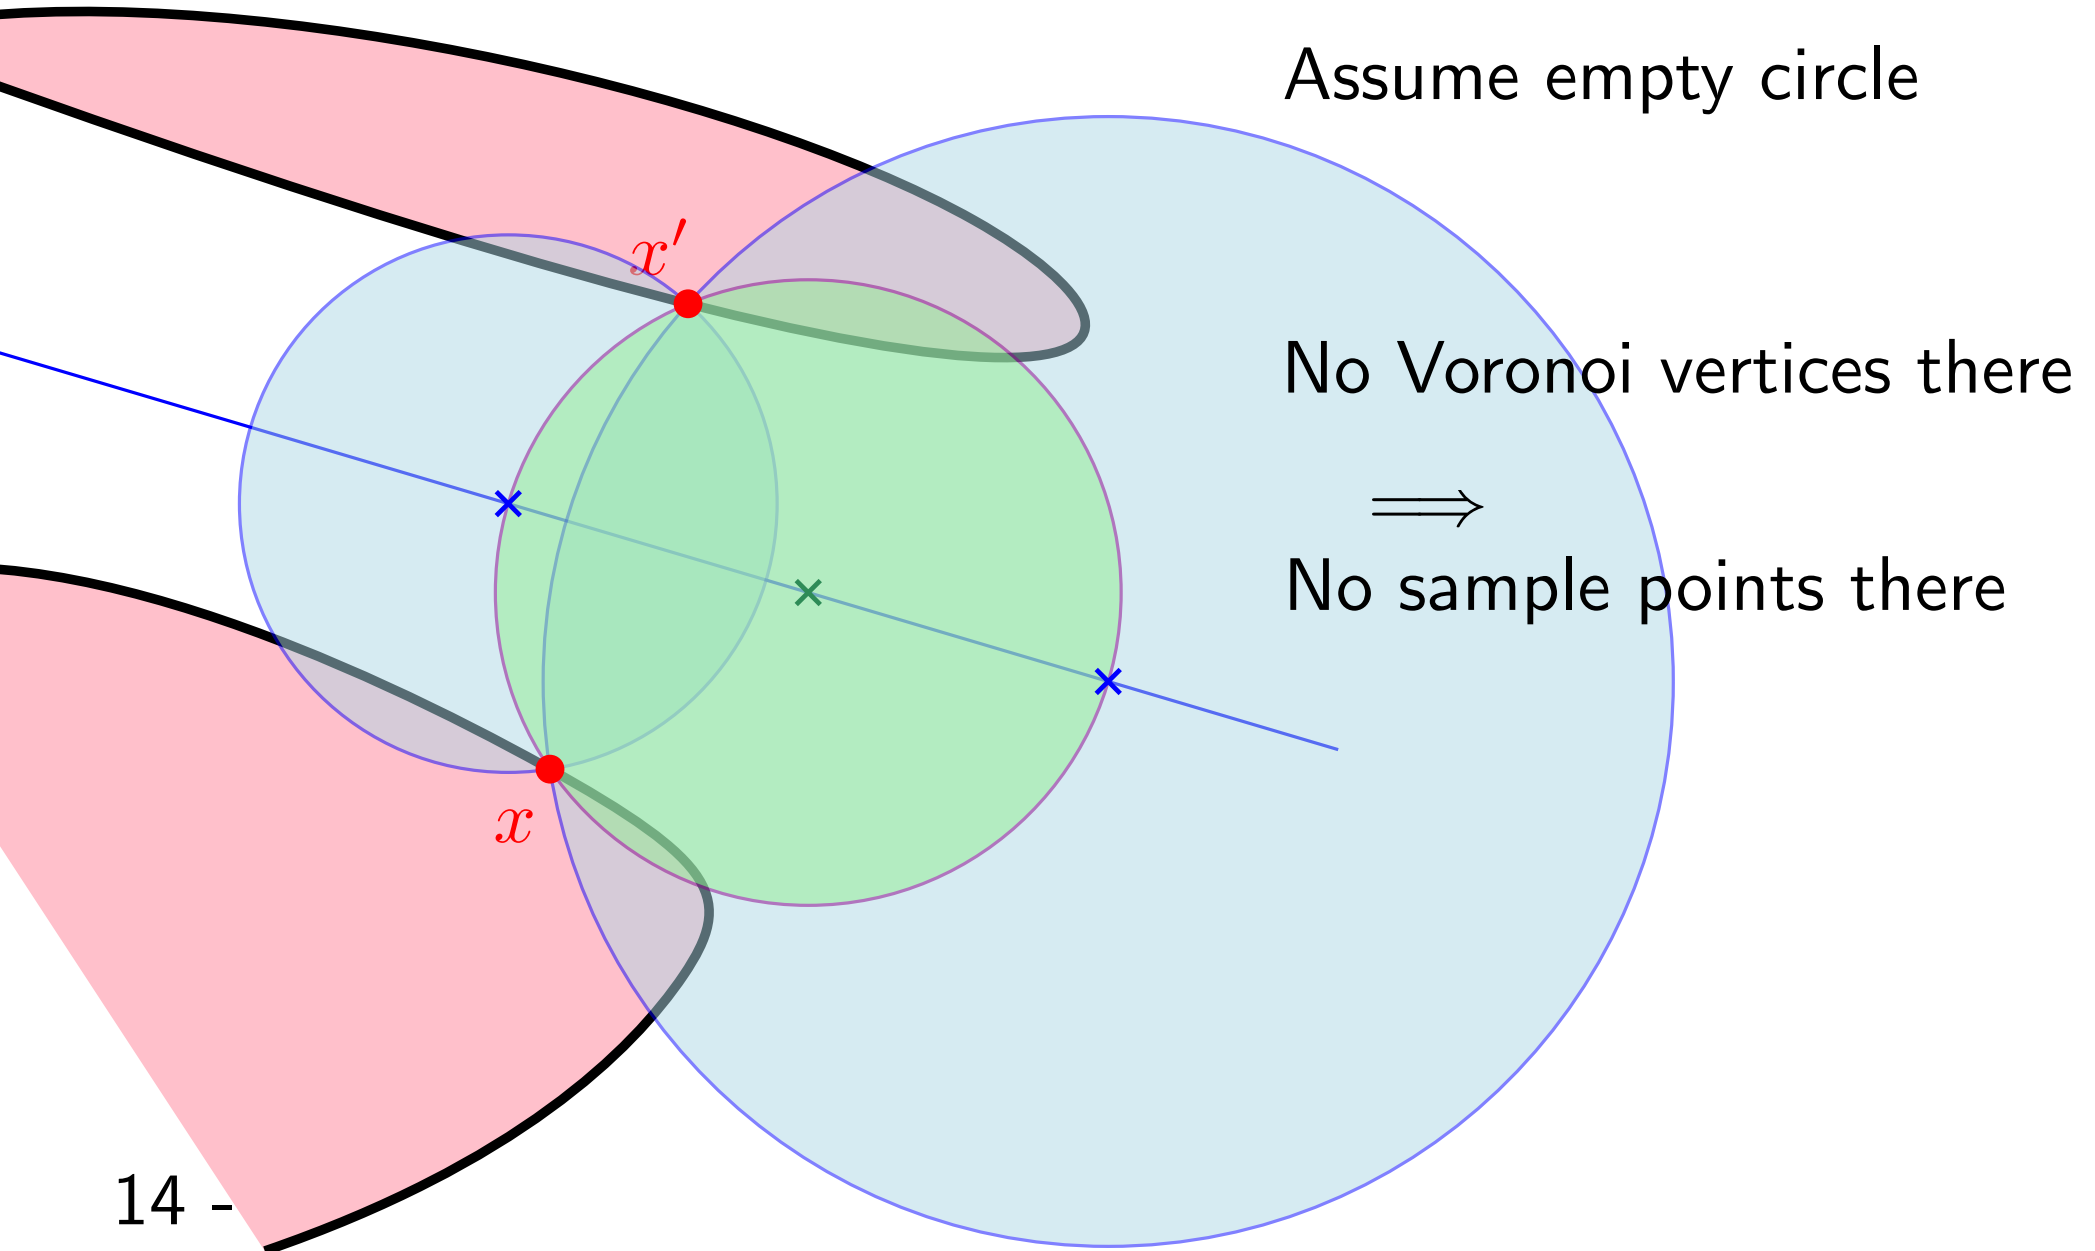 Assume empty circle
x′
No Voronoi vertices there
⟹
No sample points there
x
14 -